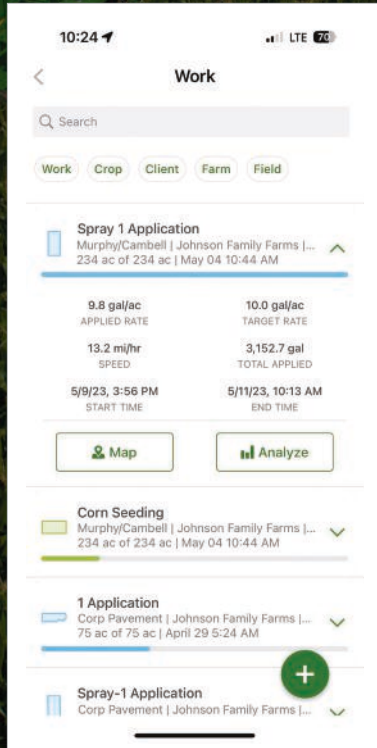 10:24
LTE 70
Work
Search
Work Crop Client Farm Field
Spray 1 Application
Murphy/Cambell | Johnson Family Farms |...
234 ac of 234 ac | May 04 10:44 AM
9.8 gal/ac 10.0 gal/ac
APPLIED RATE TARGET RATE
13.2 mi/hr 3,152.7 gal
SPEED TOTAL APPLIED
5/9/23, 3:56 PM 5/11/23, 10:13 AM
START TIME END TIME
Map Analyze
Corn Seeding
Murphy/Cambell | Johnson Family Farms |...
234 ac of 234 ac | May 04 10:44 AM
1 Application
Corp Pavement | Johnson Family Farms |...
75 ac of 75 ac | April 29 5:24 AM
Spray-1 Application
Corp Pavement | Johnson Family Farms |...